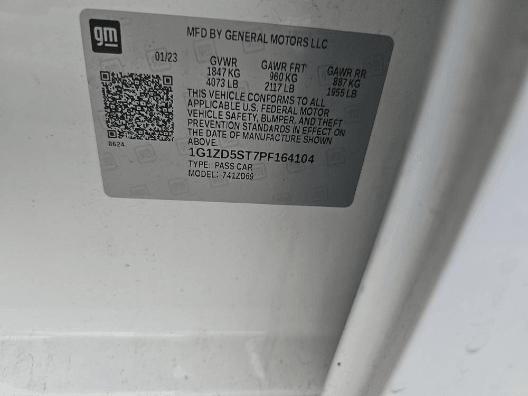 gm
MFD BY GENERAL MOTORS LLC
01/23 GVWR GAWR FRT GAWR RR
1847 KG 960 KG 887 KG
4073 LB 2117 LB 1955 LB
THIS VEHICLE CONFORMS TO ALL
APPLICABLE U.S. FEDERAL MOTOR
VEHICLE SAFETY, BUMPER, AND THEFT
PREVENTION STANDARDS IN EFFECT ON
THE DATE OF MANUFACTURE SHOWN
ABOVE.
8624
1G1ZD5ST7PF164104
TYPE: PASS CAR
MODEL: 741ZD69